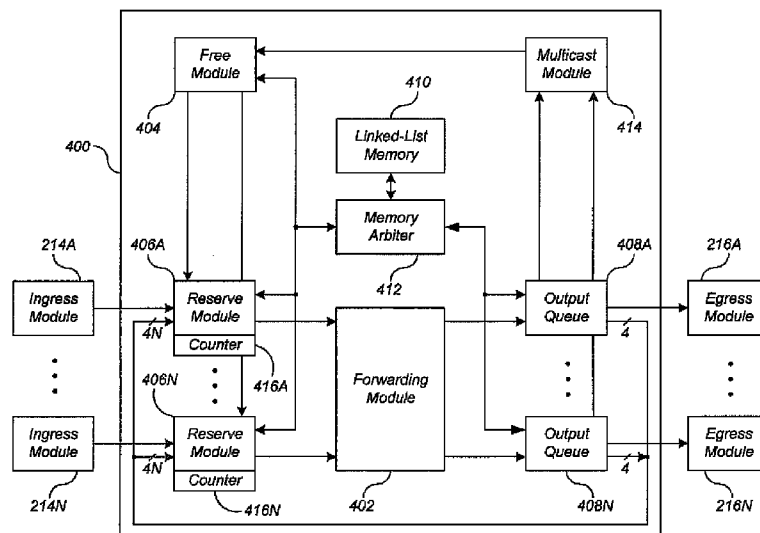 Free
Module
Multicast
Module
404
410
414
Linked-List
Memory
400
Memory
Arbiter
412
214A
406A
408A
216A
Ingress
Module
Reserve
Module
Output
Queue
Egress
Module
4N
4
Counter
416A
Forwarding
Module
406N
Ingress
Module
Reserve
Module
Output
Queue
Egress
Module
4N
4
Counter
214N
416N
402
408N
216N